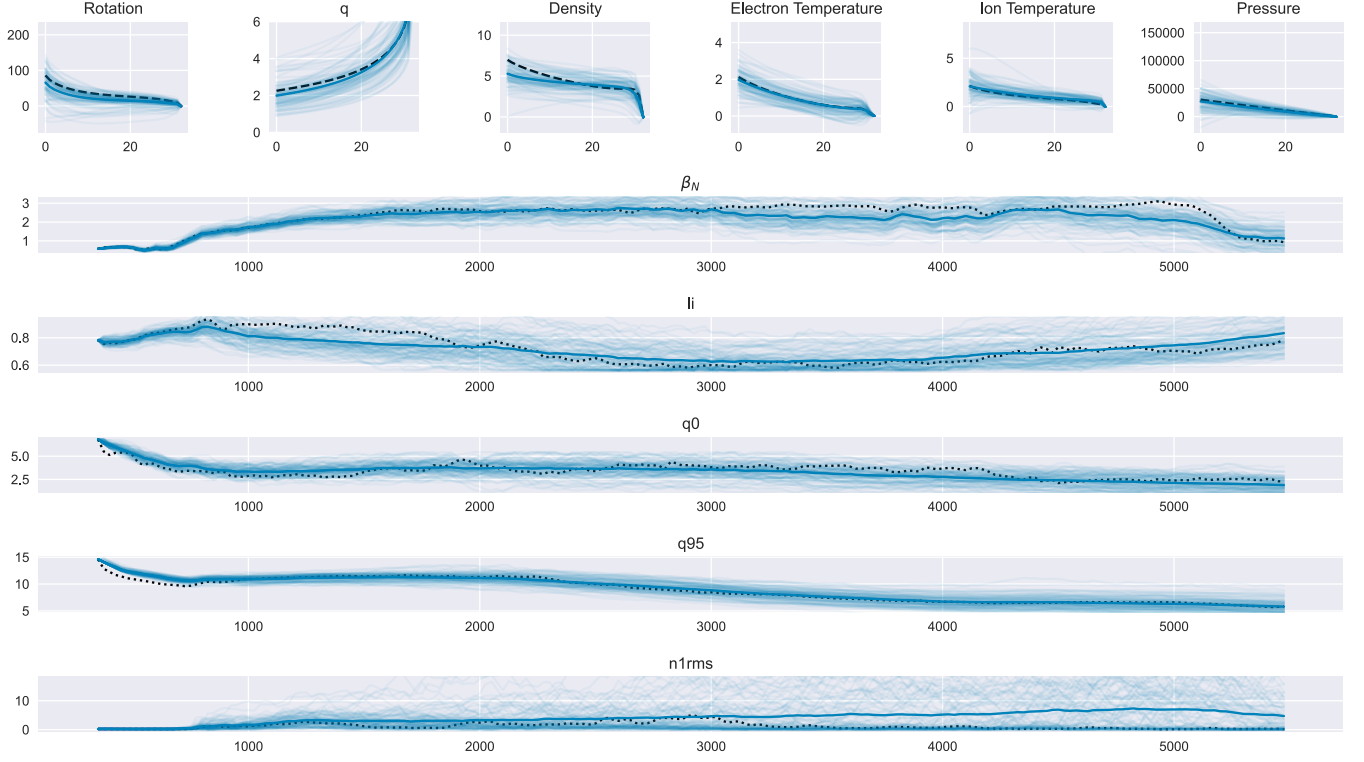 Rotation q Density Electron Temperature Ion Temperature Pressure
200 6 10 4 5 150000
100 4 5 2 0 100000
0 2 0 0 50000
0 0
0 20 0 20 0 20 0 20 0 20 0 20
β_N
3
2
1
1000 2000 3000 4000 5000
li
0.8
0.6
1000 2000 3000 4000 5000
q0
5.0
2.5
1000 2000 3000 4000 5000
q95
15
10
5
1000 2000 3000 4000 5000
n1rms
10
0
1000 2000 3000 4000 5000